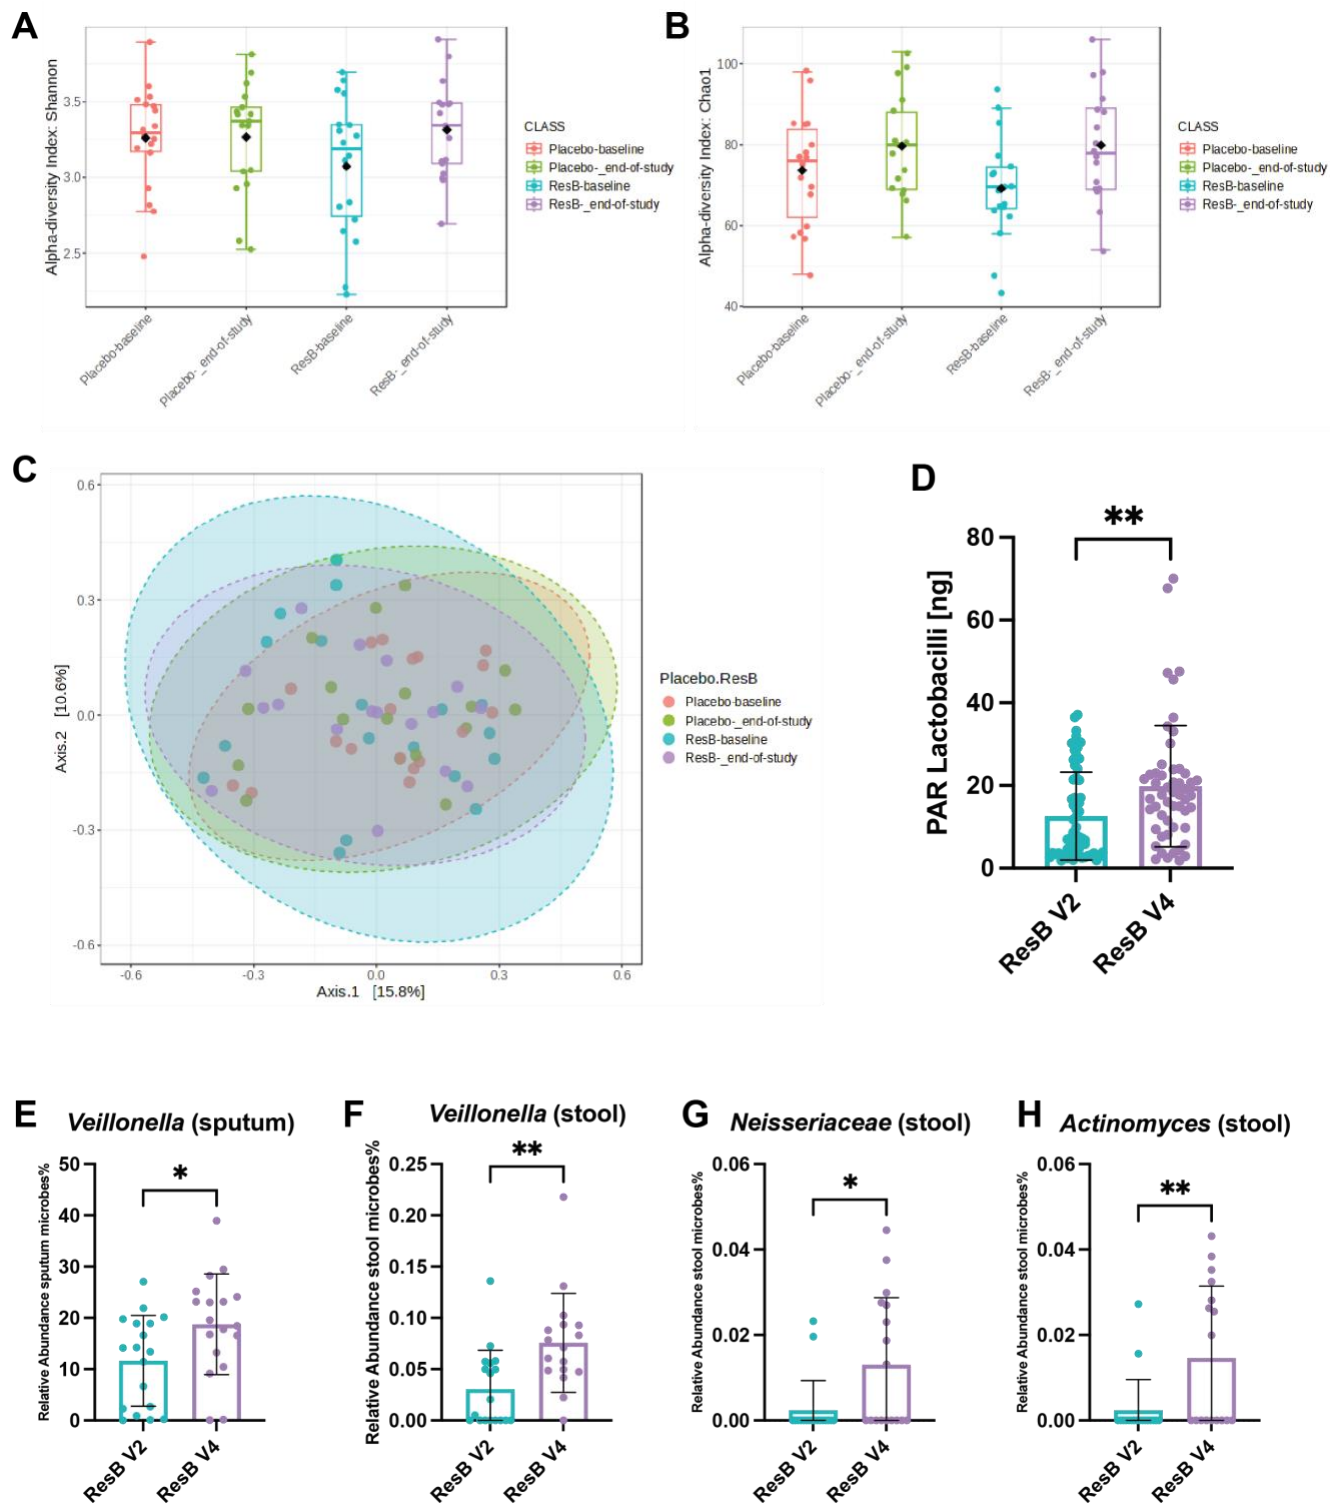 A
Alpha-diversity Index: Shannon
3.5
3.0
2.5
Placebo-baseline
Placebo-_end-of-study
ResB-baseline
ResB-_end-of-study
CLASS
Placebo-baseline
Placebo-_end-of-study
ResB-baseline
ResB-_end-of-study
B
Alpha-diversity Index: Chao1
100
80
60
40
Placebo-baseline
Placebo-_end-of-study
ResB-baseline
ResB-_end-of-study
CLASS
Placebo-baseline
Placebo-_end-of-study
ResB-baseline
ResB-_end-of-study
C
Axis.2 [10.6%]
0.6
0.3
0.0
-0.3
-0.6
-0.6
-0.3
0.0
0.3
0.6
Axis.1 [15.8%]
Placebo.ResB
Placebo-baseline
Placebo-_end-of-study
ResB-baseline
ResB-_end-of-study
D
PAR Lactobacilli [ng]
80
60
40
20
0
**
ResB V2
ResB V4
E
Veillonella (sputum)
Relative Abundance sputum microbes%
50
40
30
20
10
0
*
ResB V2
ResB V4
F
Veillonella (stool)
Relative Abundance stool microbes%
0.25
0.20
0.15
0.10
0.05
0.00
**
ResB V2
ResB V4
G
Neisseriaceae (stool)
Relative Abundance stool microbes%
0.06
0.04
0.02
0.00
*
ResB V2
ResB V4
H
Actinomyces (stool)
Relative Abundance stool microbes%
0.06
0.04
0.02
0.00
**
ResB V2
ResB V4